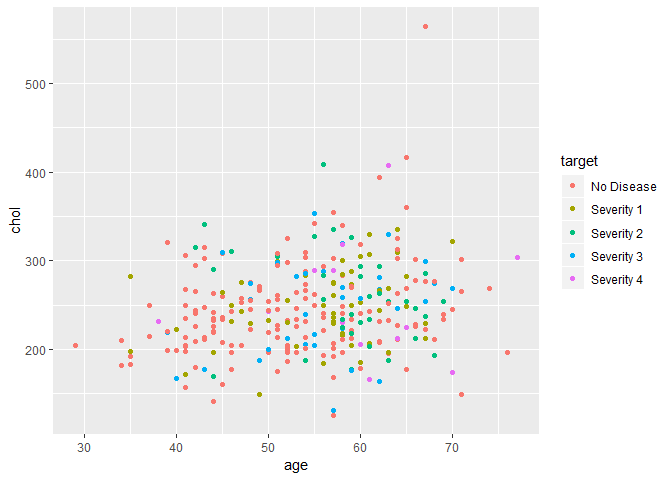 500
400
300
200
chol
30
40
50
60
70
age
target
No Disease
Severity 1
Severity 2
Severity 3
Severity 4